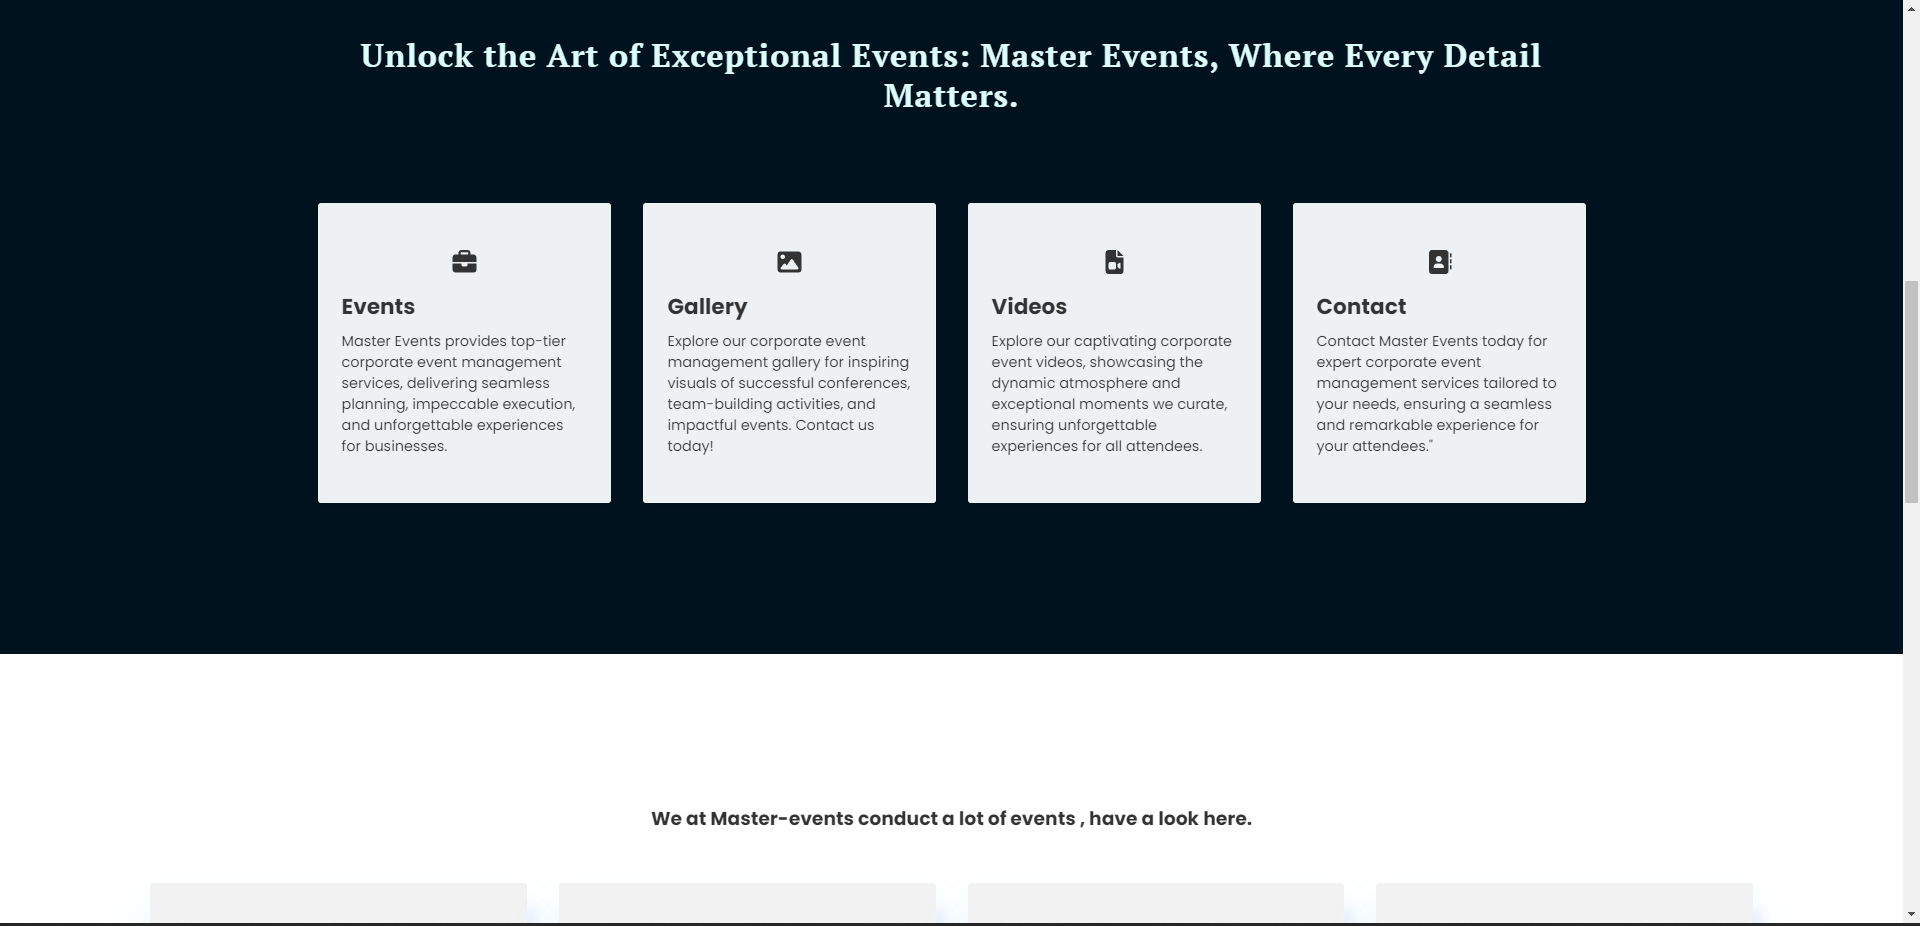 Unlock the Art of Exceptional Events: Master Events, Where Every Detail
Matters.
Events
Master Events provides top-tier
corporate event management
services, delivering seamless
planning, impeccable execution,
and unforgettable experiences
for businesses.
Gallery
Explore our corporate event
management gallery for inspiring
visuals of successful conferences,
team-building activities, and
impactful events. Contact us
today!
Videos
Explore our captivating corporate
event videos, showcasing the
dynamic atmosphere and
exceptional moments we curate,
ensuring unforgettable
experiences for all attendees.
Contact
Contact Master Events today for
expert corporate event
management services tailored to
your needs, ensuring a seamless
and remarkable experience for
your attendees."
We at Master-events conduct a lot of events , have a look here.